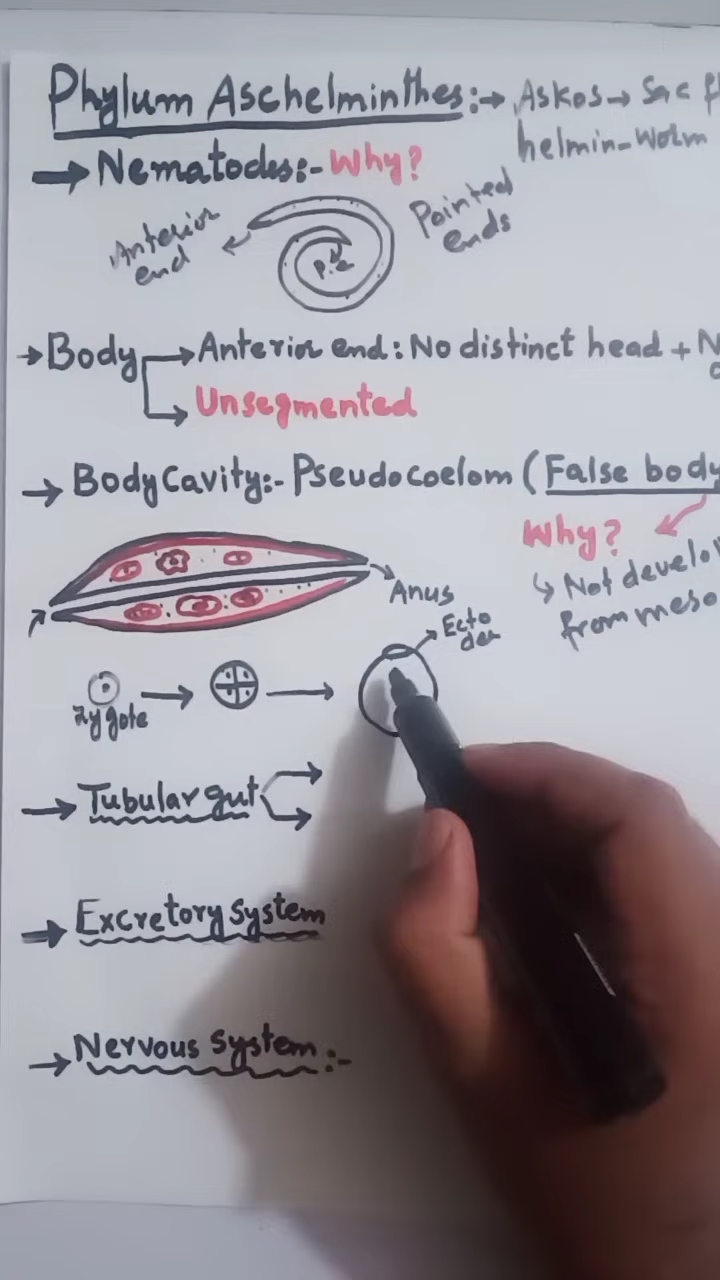 Phylum Aschelminthes:→ Askos→ Sac
helmin-Worm
→ Nematodes:- Why?
Anterior end
Pointed ends
P.e
→Body →Anterior end: No distinct head + N
→ Unsegmented
→ Body Cavity:- Pseudocoelom (False body
Why?
↳ Not develo
from meso
Anus
Ecto
der
zygote
→ Tubular gut
→ Excretory system
→ Nervous system:-